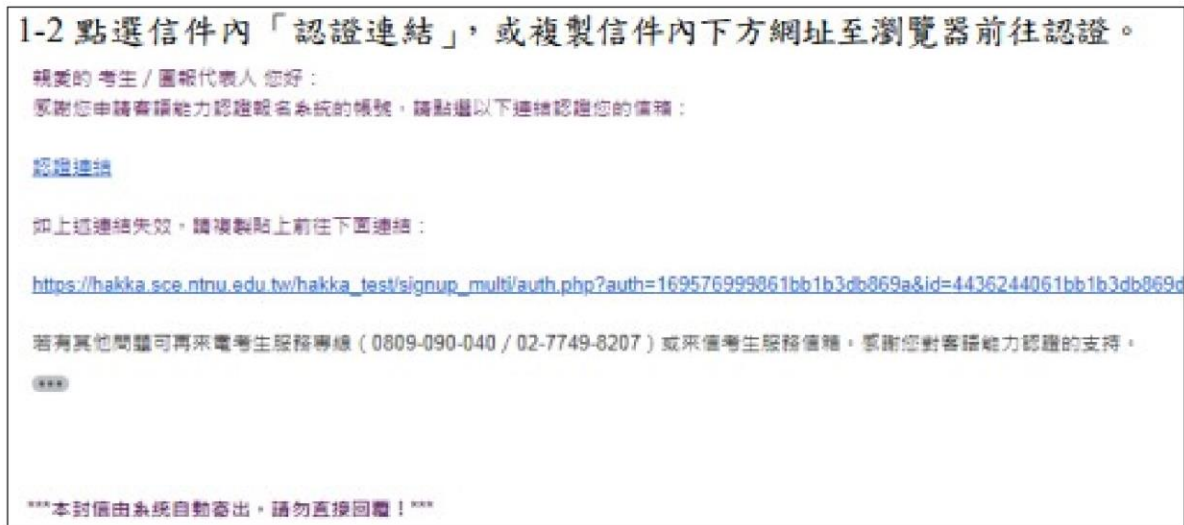 1-2 點選信件內「認證連結」，或複製信件內下方網址至瀏覽器前往認證。
親愛的 考生 / 團報代表人 您好：
感謝您申請客語能力認證報名系統的帳號，請點選以下連結認證您的信箱：
認證連結
如上述連結失效，請複製貼上前往下面連結：
https://hakka.sce.ntnu.edu.tw/hakka_test/signup_multi/auth.php?auth=169576999861bb1b3db869a&id=4436244061bb1b3db869d
若有其他問題可再來電考生服務專線 ( 0809-090-040 / 02-7749-8207 ) 或來信考生服務信箱，感謝您對客語能力認證的支持。
***本封信由系統自動寄出，請勿直接回覆！***